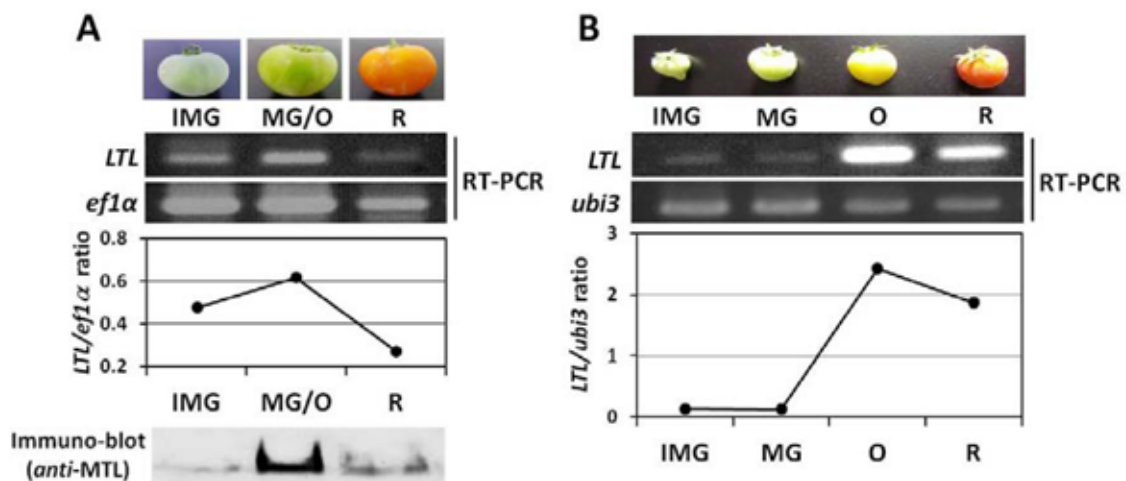 A
IMG MG/O R
LTL
ef1α
RT-PCR
LTL/ef1α ratio
0.8
0.6
0.4
0.2
IMG MG/O R
Immuno-blot
(anti-MTL)
B
IMG MG O R
LTL
ubi3
RT-PCR
LTL/ubi3 ratio
3
2
1
0
IMG MG O R